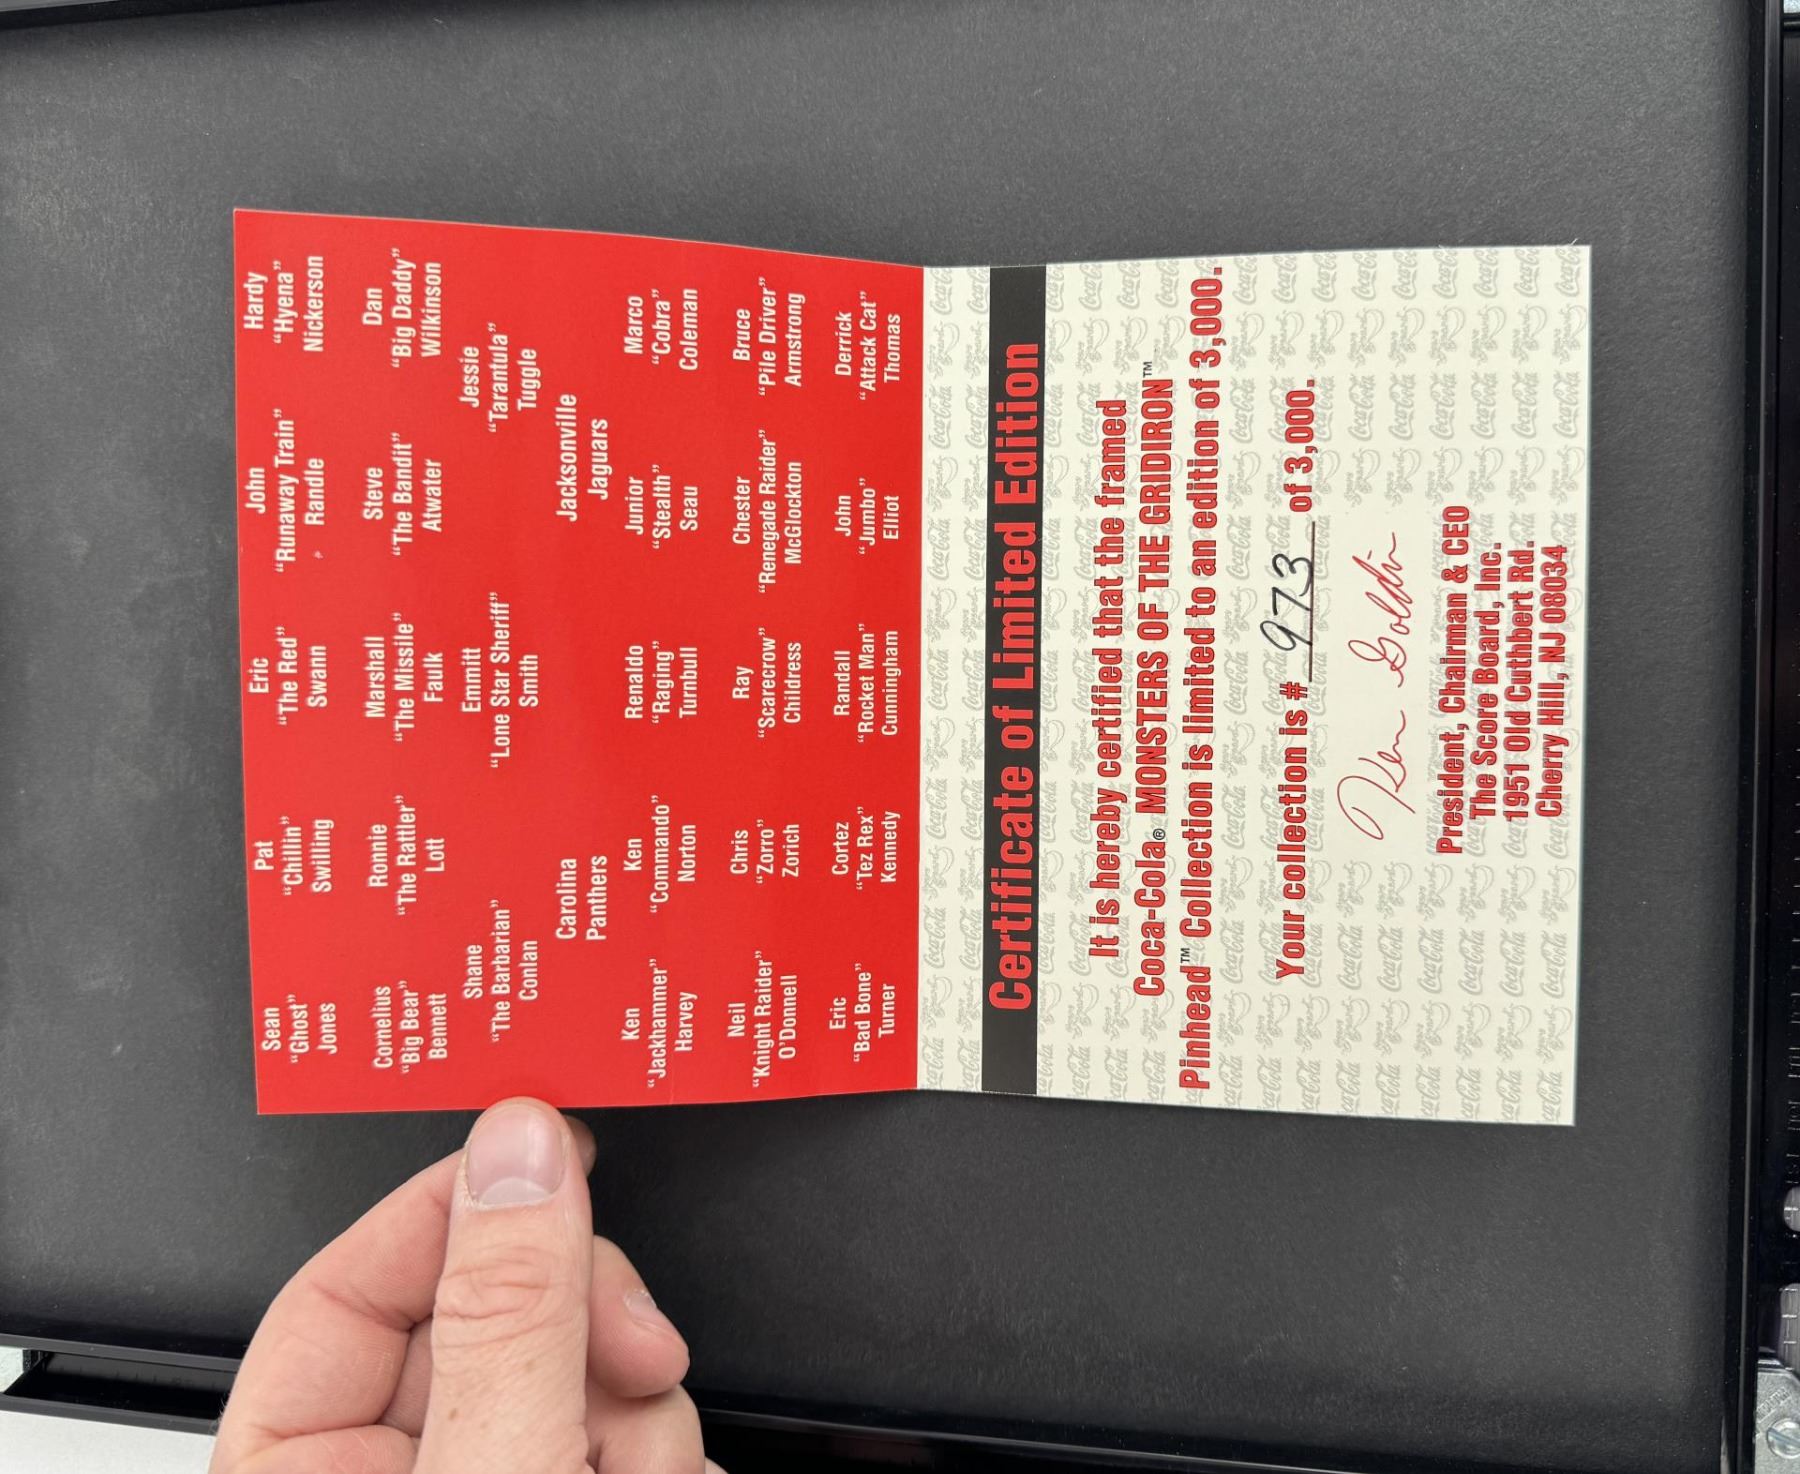 Sean
“Ghost”
Jones
Pat
“Chillin”
Swilling
Eric
“The Red”
Swann
John
“Runaway Train”
Randle
Hardy
“Hyena”
Nickerson
Cornelius
“Big Bear”
Bennett
Ronnie
“The Rattler”
Lott
Marshall
“The Missile”
Faulk
Steve
“The Bandit”
Atwater
Dan
“Big Daddy”
Wilkinson
Shane
“The Barbarian”
Conlan
Emmitt
“Lone Star Sheriff”
Smith
Jessie
“Tarantula”
Tuggle
Carolina
Panthers
Jacksonville
Jaguars
Ken
“Jackhammer”
Harvey
Ken
“Commando”
Norton
Renaldo
“Raging”
Turnbull
Junior
“Stealth”
Seau
Marco
“Cobra”
Coleman
Neil
“Knight Raider”
O’Donnell
Chris
“Zorro”
Zorich
Ray
“Scarecrow”
Childress
Chester
“Renegade Raider”
McGlockton
Bruce
“Pile Driver”
Armstrong
Eric
“Bad Bone”
Turner
Cortez
“Tez Rex”
Kennedy
Randall
“Rocket Man”
Cunningham
John
“Jumbo”
Elliot
Derrick
“Attack Cat”
Thomas
Certificate of Limited Edition
It is hereby certified that the framed
Coca-Cola® MONSTERS OF THE GRIDIRON™
Pinhead™ Collection is limited to an edition of 3,000.
Your collection is # 973 of 3,000.
Ken Goldin
President, Chairman & CEO
The Score Board, Inc.
1951 Old Cuthbert Rd.
Cherry Hill, NJ 08034